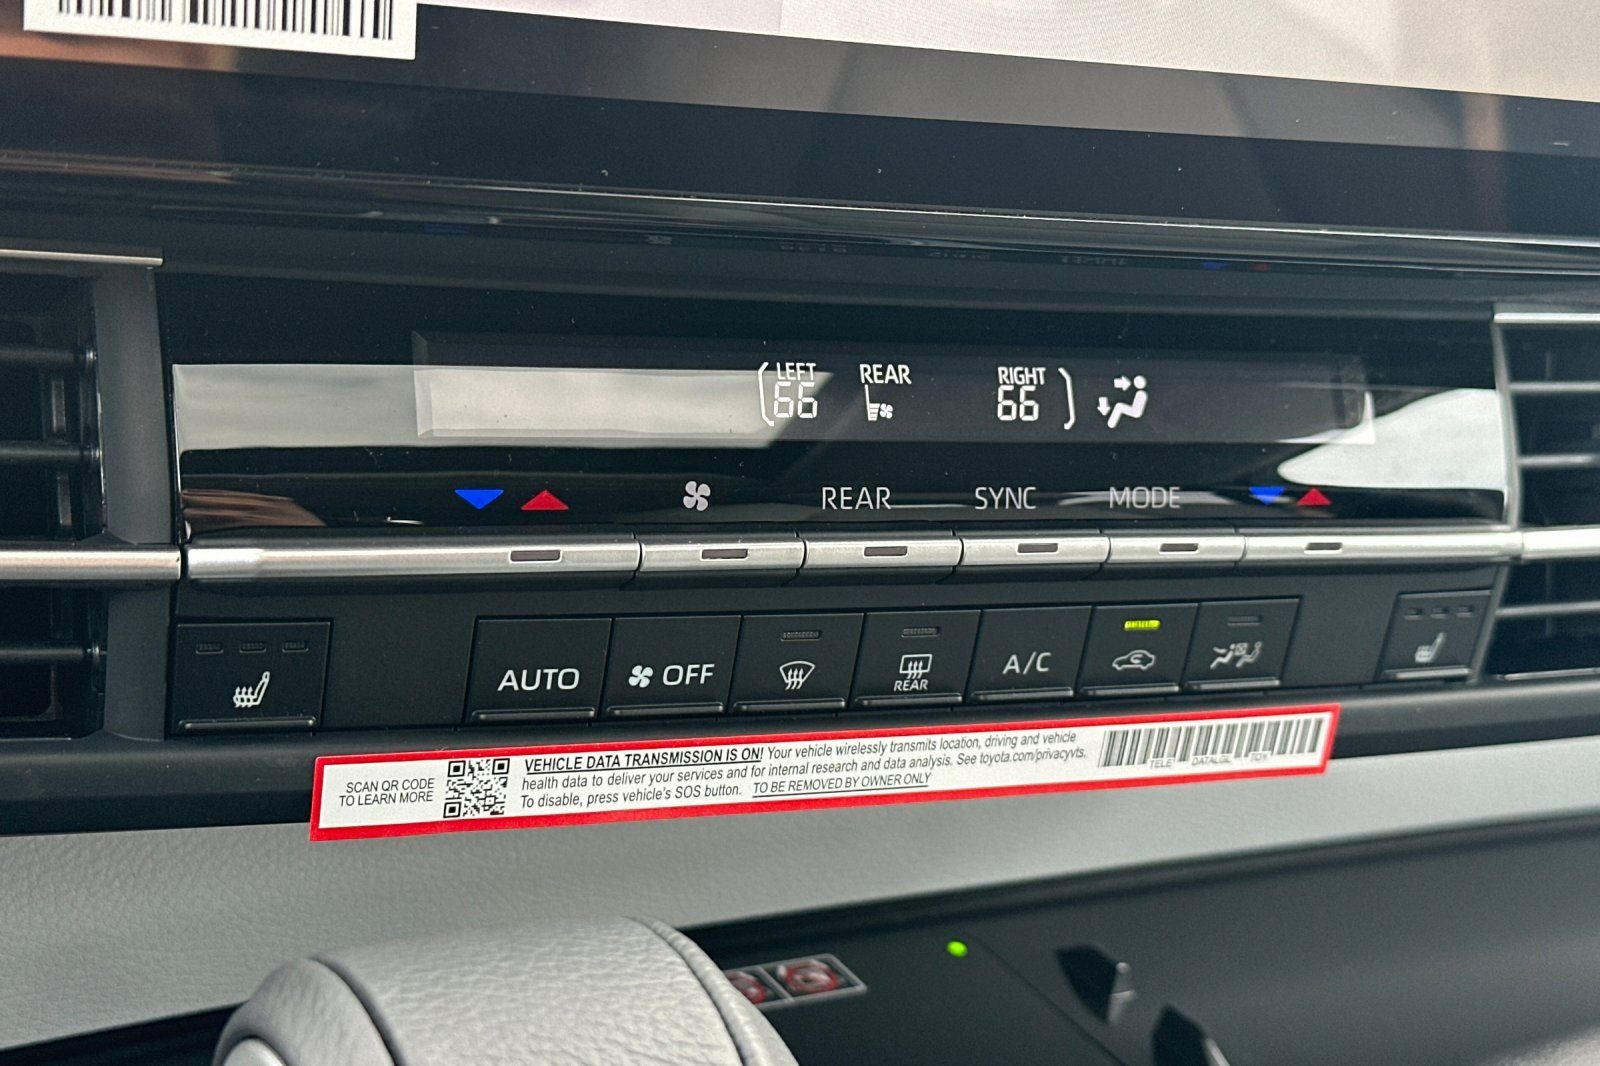 LEFT REAR RIGHT
66 66
REAR SYNC MODE
AUTO OFF REAR A/C
SCAN QR CODE
TO LEARN MORE
VEHICLE DATA TRANSMISSION IS ON! Your vehicle wirelessly transmits location, driving and vehicle
health data to deliver your services and for internal research and data analysis. See toyota.com/privacyvts.
To disable, press vehicle's SOS button. TO BE REMOVED BY OWNER ONLY
TELE DATALGL TOY